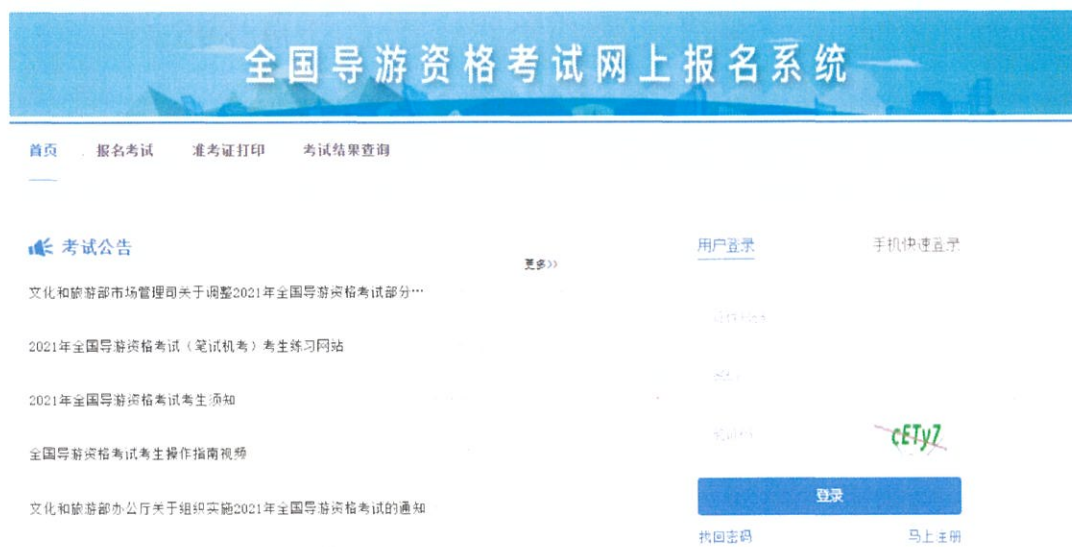 全国导游资格考试网上报名系统
首页 报名考试 准考证打印 考试结果查询
考试公告
更多>>
文化和旅游部市场管理司关于调整2021年全国导游资格考试部分…
2021年全国导游资格考试（笔试机考）考生练习网站
2021年全国导游资格考试考生须知
全国导游资格考试考生操作指南视频
文化和旅游部办公厅关于组织实施2021年全国导游资格考试的通知
用户登录 手机快速登录
cETy7
登录
找回密码 马上注册